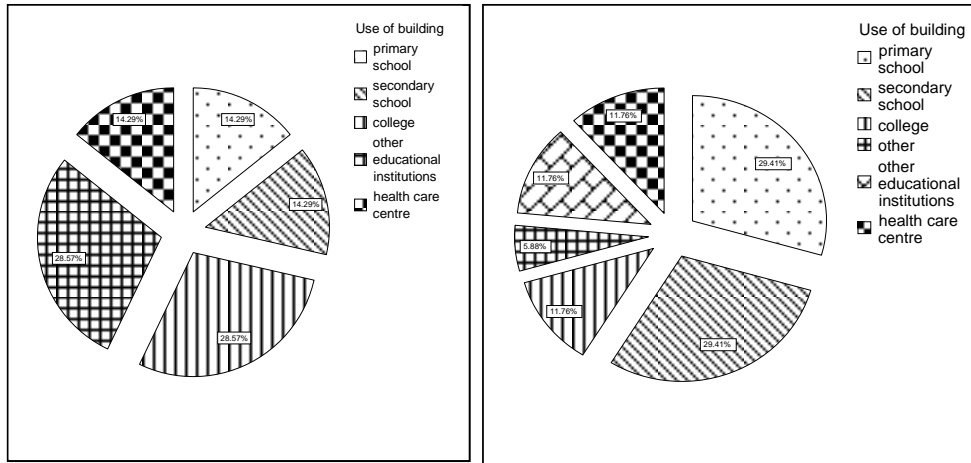 Use of building
primary
school
secondary
school
college
other
educational
institutions
health care
centre
14.29%
14.29%
14.29%
28.57%
28.57%
Use of building
primary
school
secondary
school
college
other
other
educational
institutions
health care
centre
11.76%
29.41%
11.76%
5.88%
11.76%
29.41%